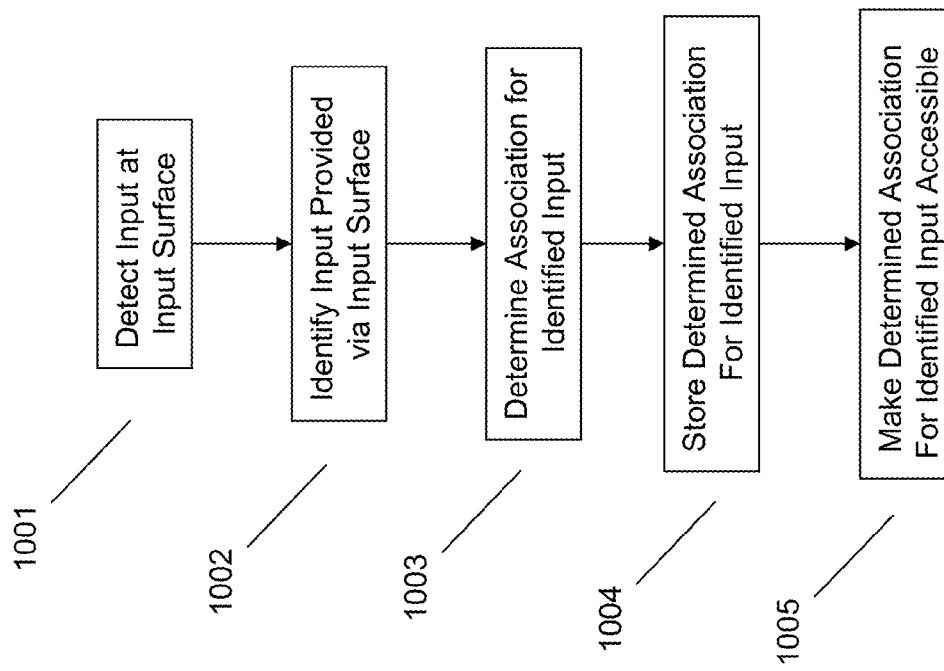 1001
Detect Input at
Input Surface
1002
Identify Input Provided
via Input Surface
1003
Determine Association for
Identified Input
1004
Store Determined Association
For Identified Input
1005
Make Determined Association
For Identified Input Accessible